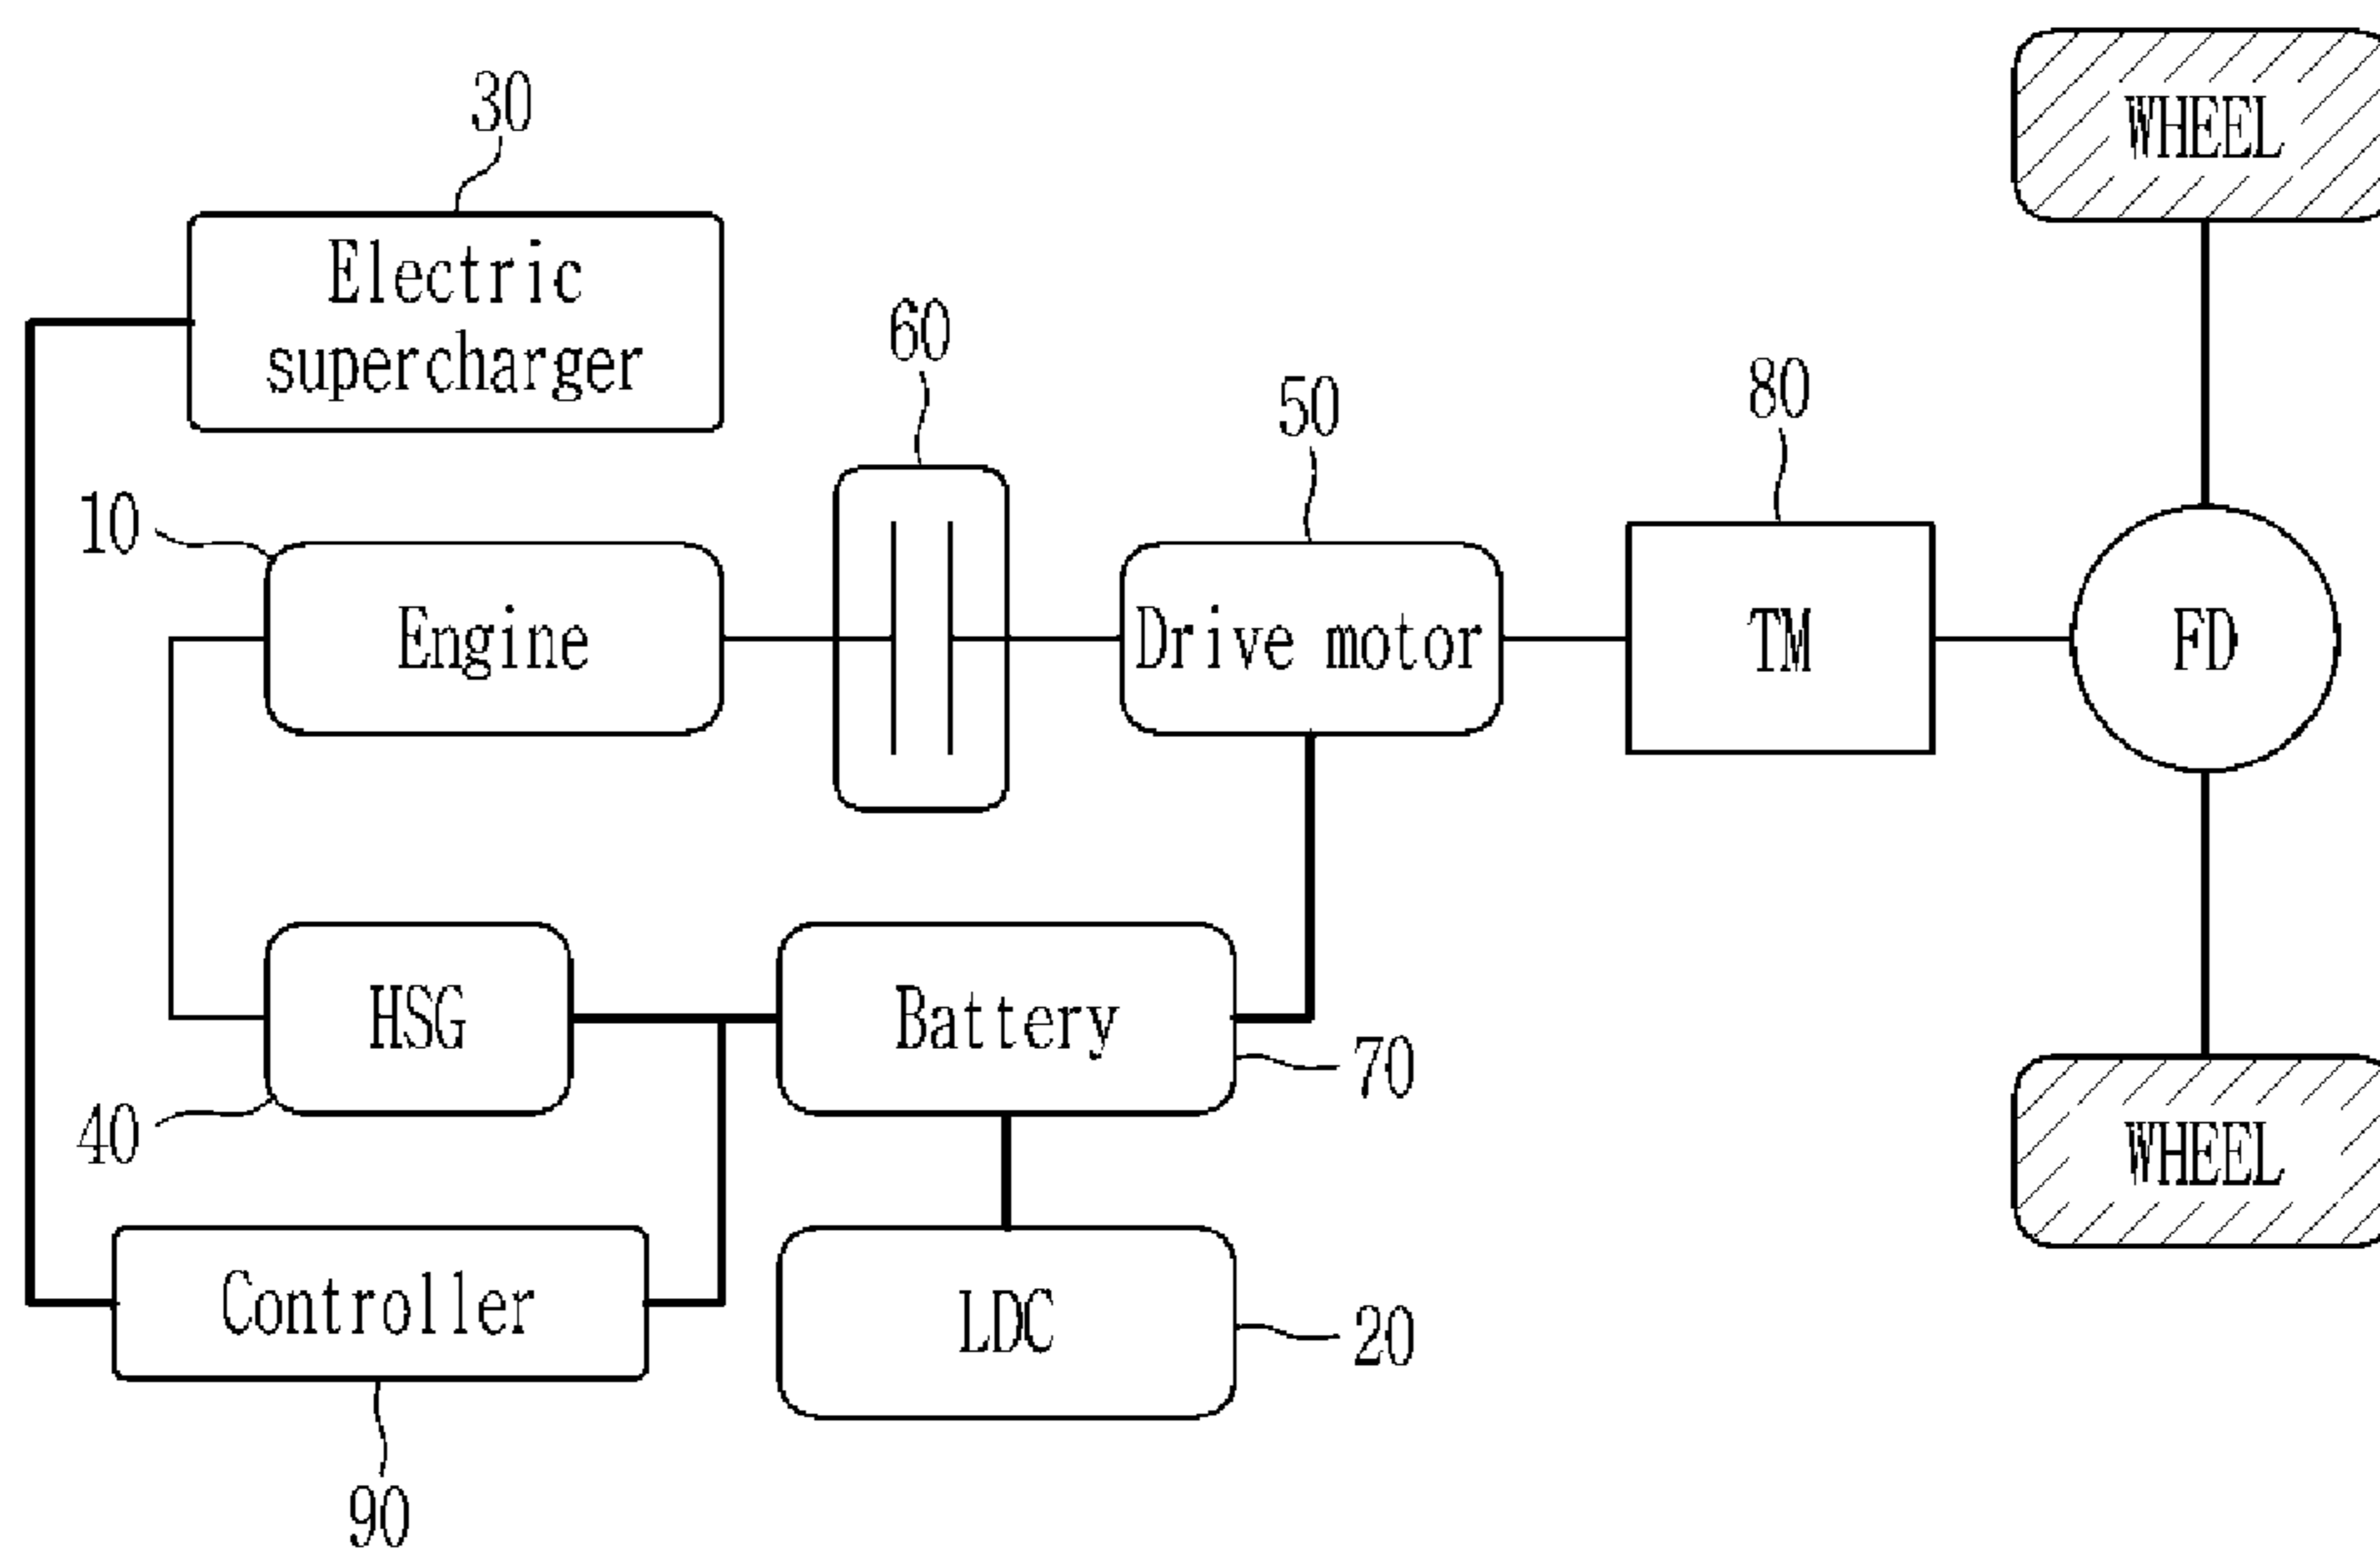 30
WHEEL
Electric
supercharger
60
50
80
10
Engine
Drive motor
TM
FD
HSG
Battery
70
40
WHEEL
Controller
LDC
20
90